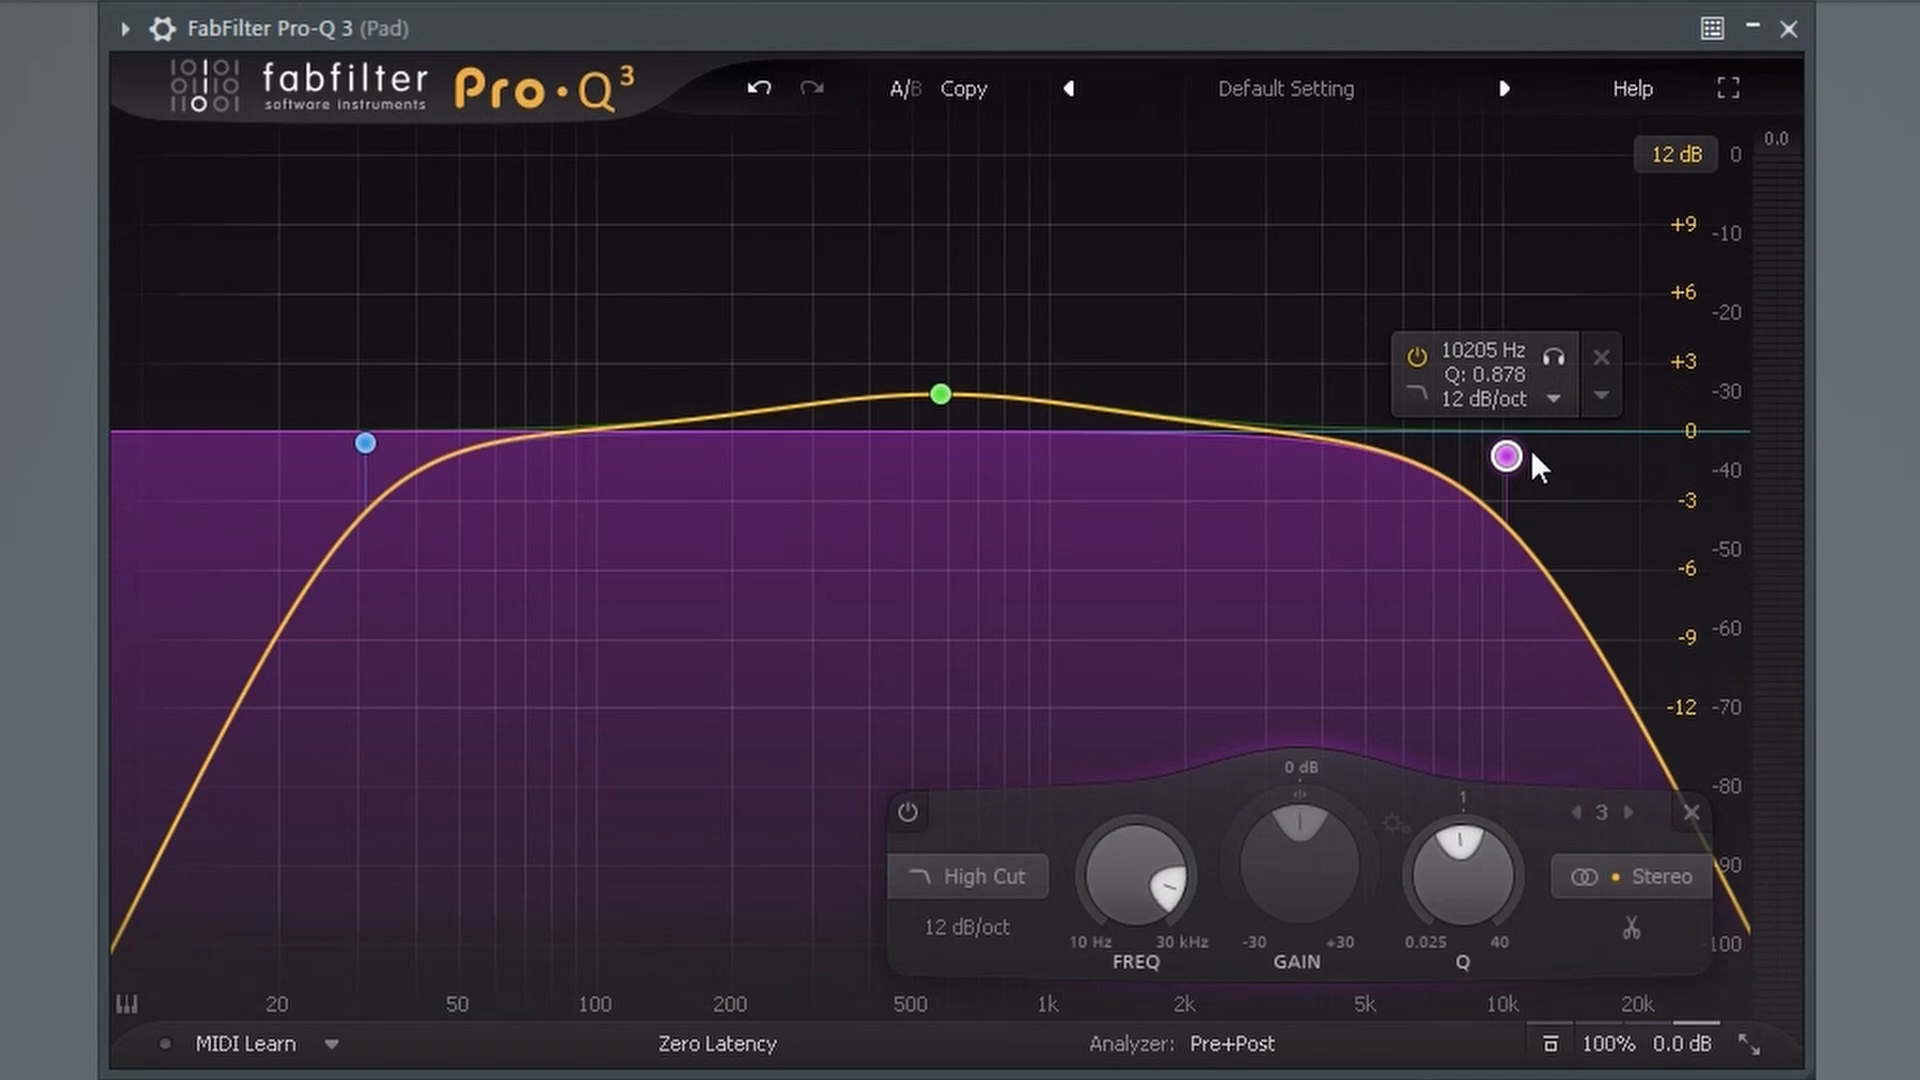 FabFilter Pro-Q 3 (Pad)
fabfilter
software instruments
Pro·Q3
A/B Copy
Default Setting
Help
12 dB 0
0.0
+9 -10
+6 -20
+3 -30
0 -40
-3 -50
-6 -60
-9
-12 -70
-80
90
100
10205 Hz
Q: 0.878
12 dB/oct
0 dB
1
3
High Cut
12 dB/oct
Stereo
10 Hz 30 kHz
FREQ
-30 +30
GAIN
0.025 40
Q
20 50 100 200 500 1k 2k 5k 10k 20k
MIDI Learn
Zero Latency
Analyzer: Pre+Post
100% 0.0 dB